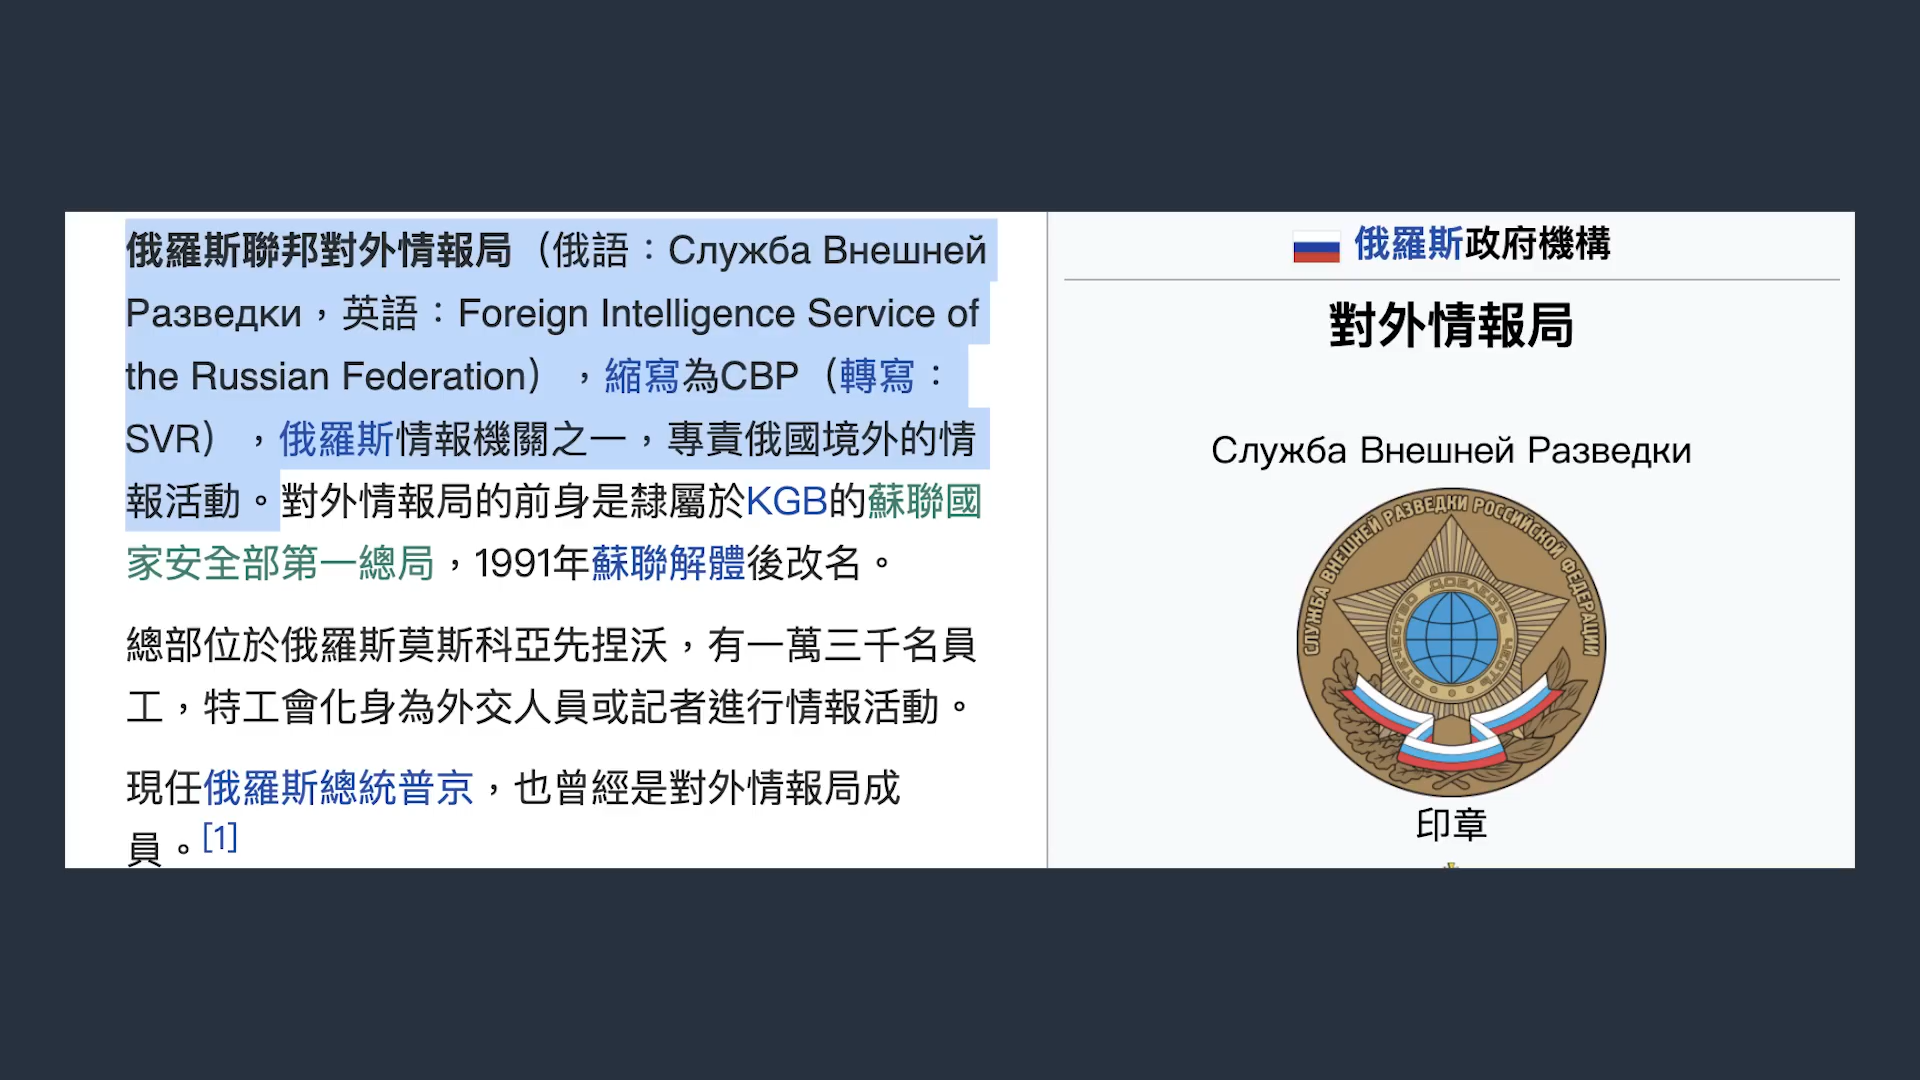 俄羅斯聯邦對外情報局（俄語：Служба Внешней
Разведки，英語：Foreign Intelligence Service of
the Russian Federation），縮寫為СВР（轉寫：
SVR），俄羅斯情報機關之一，專責俄國境外的情
報活動。對外情報局的前身是隸屬於KGB的蘇聯國
家安全部第一總局，1991年蘇聯解體後改名。
總部位於俄羅斯莫斯科亞先捏沃，有一萬三千名員
工，特工會化身為外交人員或記者進行情報活動。
現任俄羅斯總統普京，也曾經是對外情報局成
員。[1]
俄羅斯政府機構
對外情報局
Служба Внешней Разведки
СЛУЖБА ВНЕШНЕЙ РАЗВЕДКИ РОССИЙСКОЙ ФЕДЕРАЦИИ
ОТЕЧЕСТВО ДОБЛЕСТЬ ЧЕСТЬ
印章